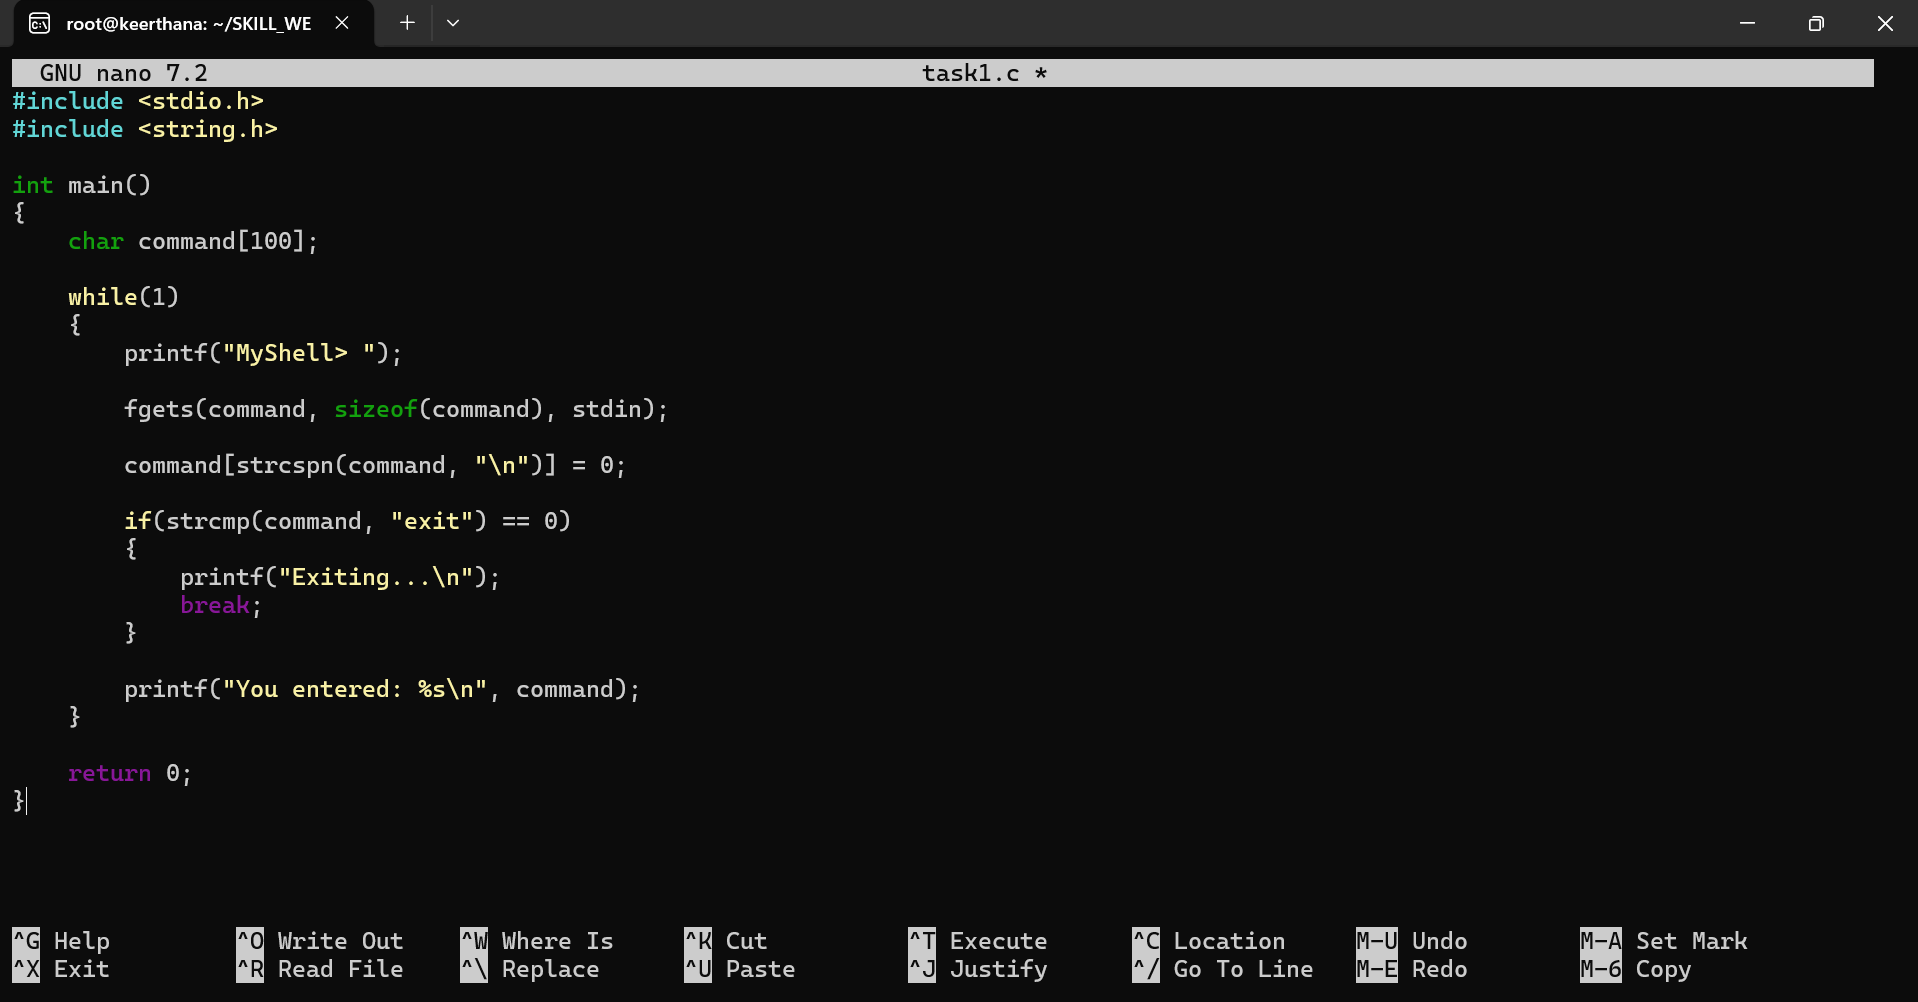 root@keerthana: ~/SKILL_WE
GNU nano 7.2 task1.c *
#include <stdio.h>
#include <string.h>
int main()
{
    char command[100];
    while(1)
    {
        printf("MyShell> ");
        fgets(command, sizeof(command), stdin);
        command[strcspn(command, "\n")] = 0;
        if(strcmp(command, "exit") == 0)
        {
            printf("Exiting...\n");
            break;
        }
        printf("You entered: %s\n", command);
    }
    return 0;
}
^G Help ^O Write Out ^W Where Is ^K Cut ^T Execute ^C Location M-U Undo M-A Set Mark
^X Exit ^R Read File ^\ Replace ^U Paste ^J Justify ^/ Go To Line M-E Redo M-6 Copy